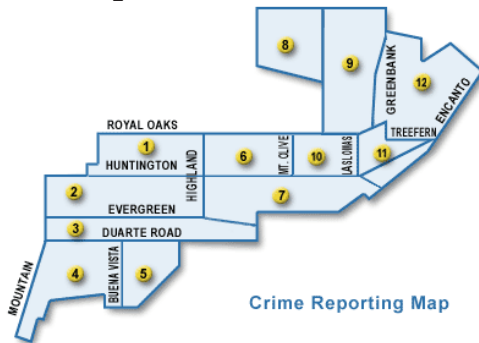 8
9
GREENBANK
12
ENCANTO
ROYAL OAKS
TREEFERN
1
HUNTINGTON
HIGHLAND
6
MT. OLIVE
10
LAS LOMAS
11
2
7
EVERGREEN
3
DUARTE ROAD
MOUNTAIN
4
BUENA VISTA
5
Crime Reporting Map